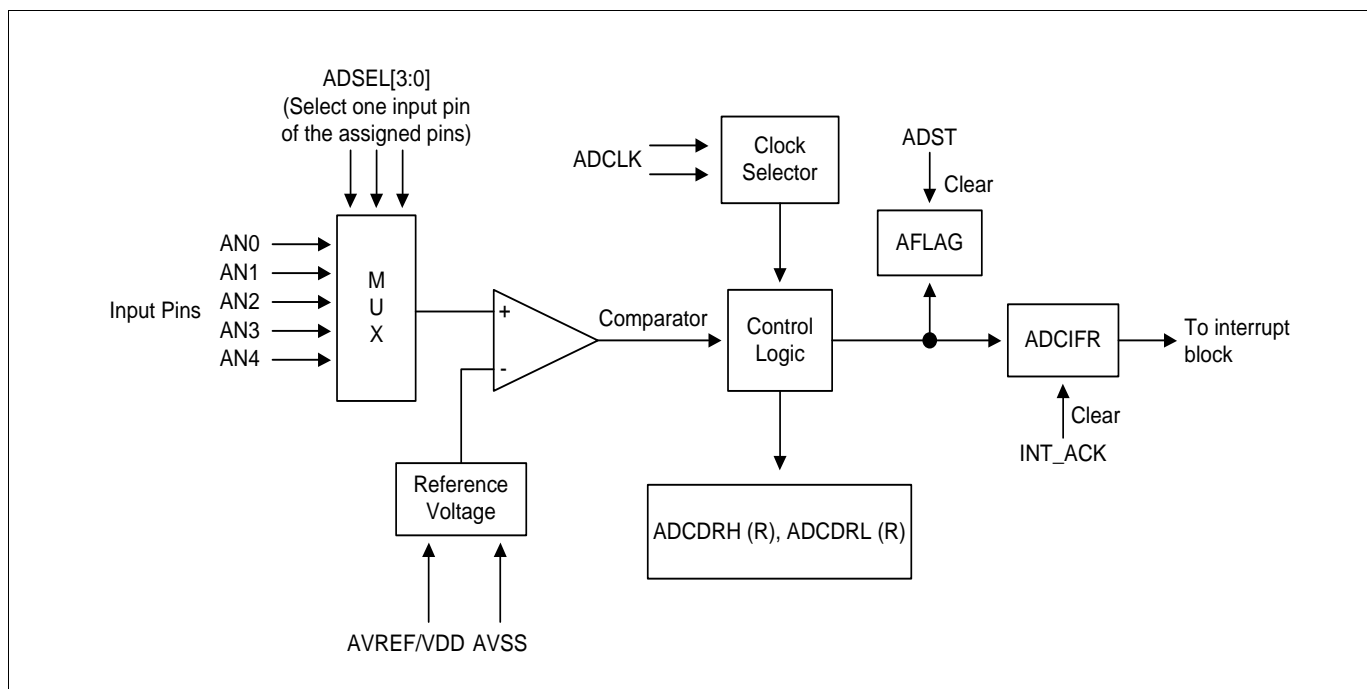 ADSEL[3:0]
(Select one input pin
of the assigned pins)
ADCLK
Clock
Selector
ADST
Clear
AFLAG
Input Pins
AN0
AN1
AN2
AN3
AN4
M
U
X
+
-
Comparator
Control
Logic
ADCIFR
To interrupt
block
Clear
INT_ACK
Reference
Voltage
ADCDRH (R), ADCDRL (R)
AVREF/VDD AVSS